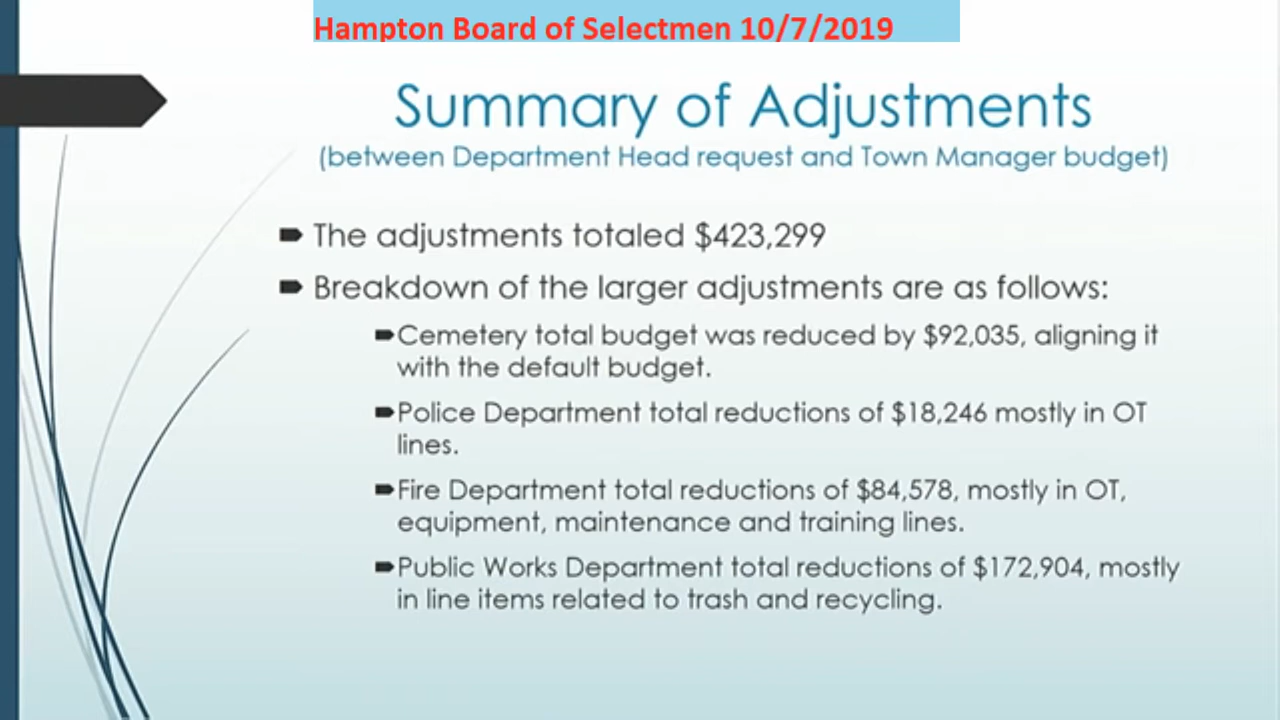 Hampton Board of Selectmen 10/7/2019
Summary of Adjustments
(between Department Head request and Town Manager budget)
The adjustments totaled $423,299
Breakdown of the larger adjustments are as follows:
Cemetery total budget was reduced by $92,035, aligning it
with the default budget.
Police Department total reductions of $18,246 mostly in OT
lines.
Fire Department total reductions of $84,578, mostly in OT,
equipment, maintenance and training lines.
Public Works Department total reductions of $172,904, mostly
in line items related to trash and recycling.